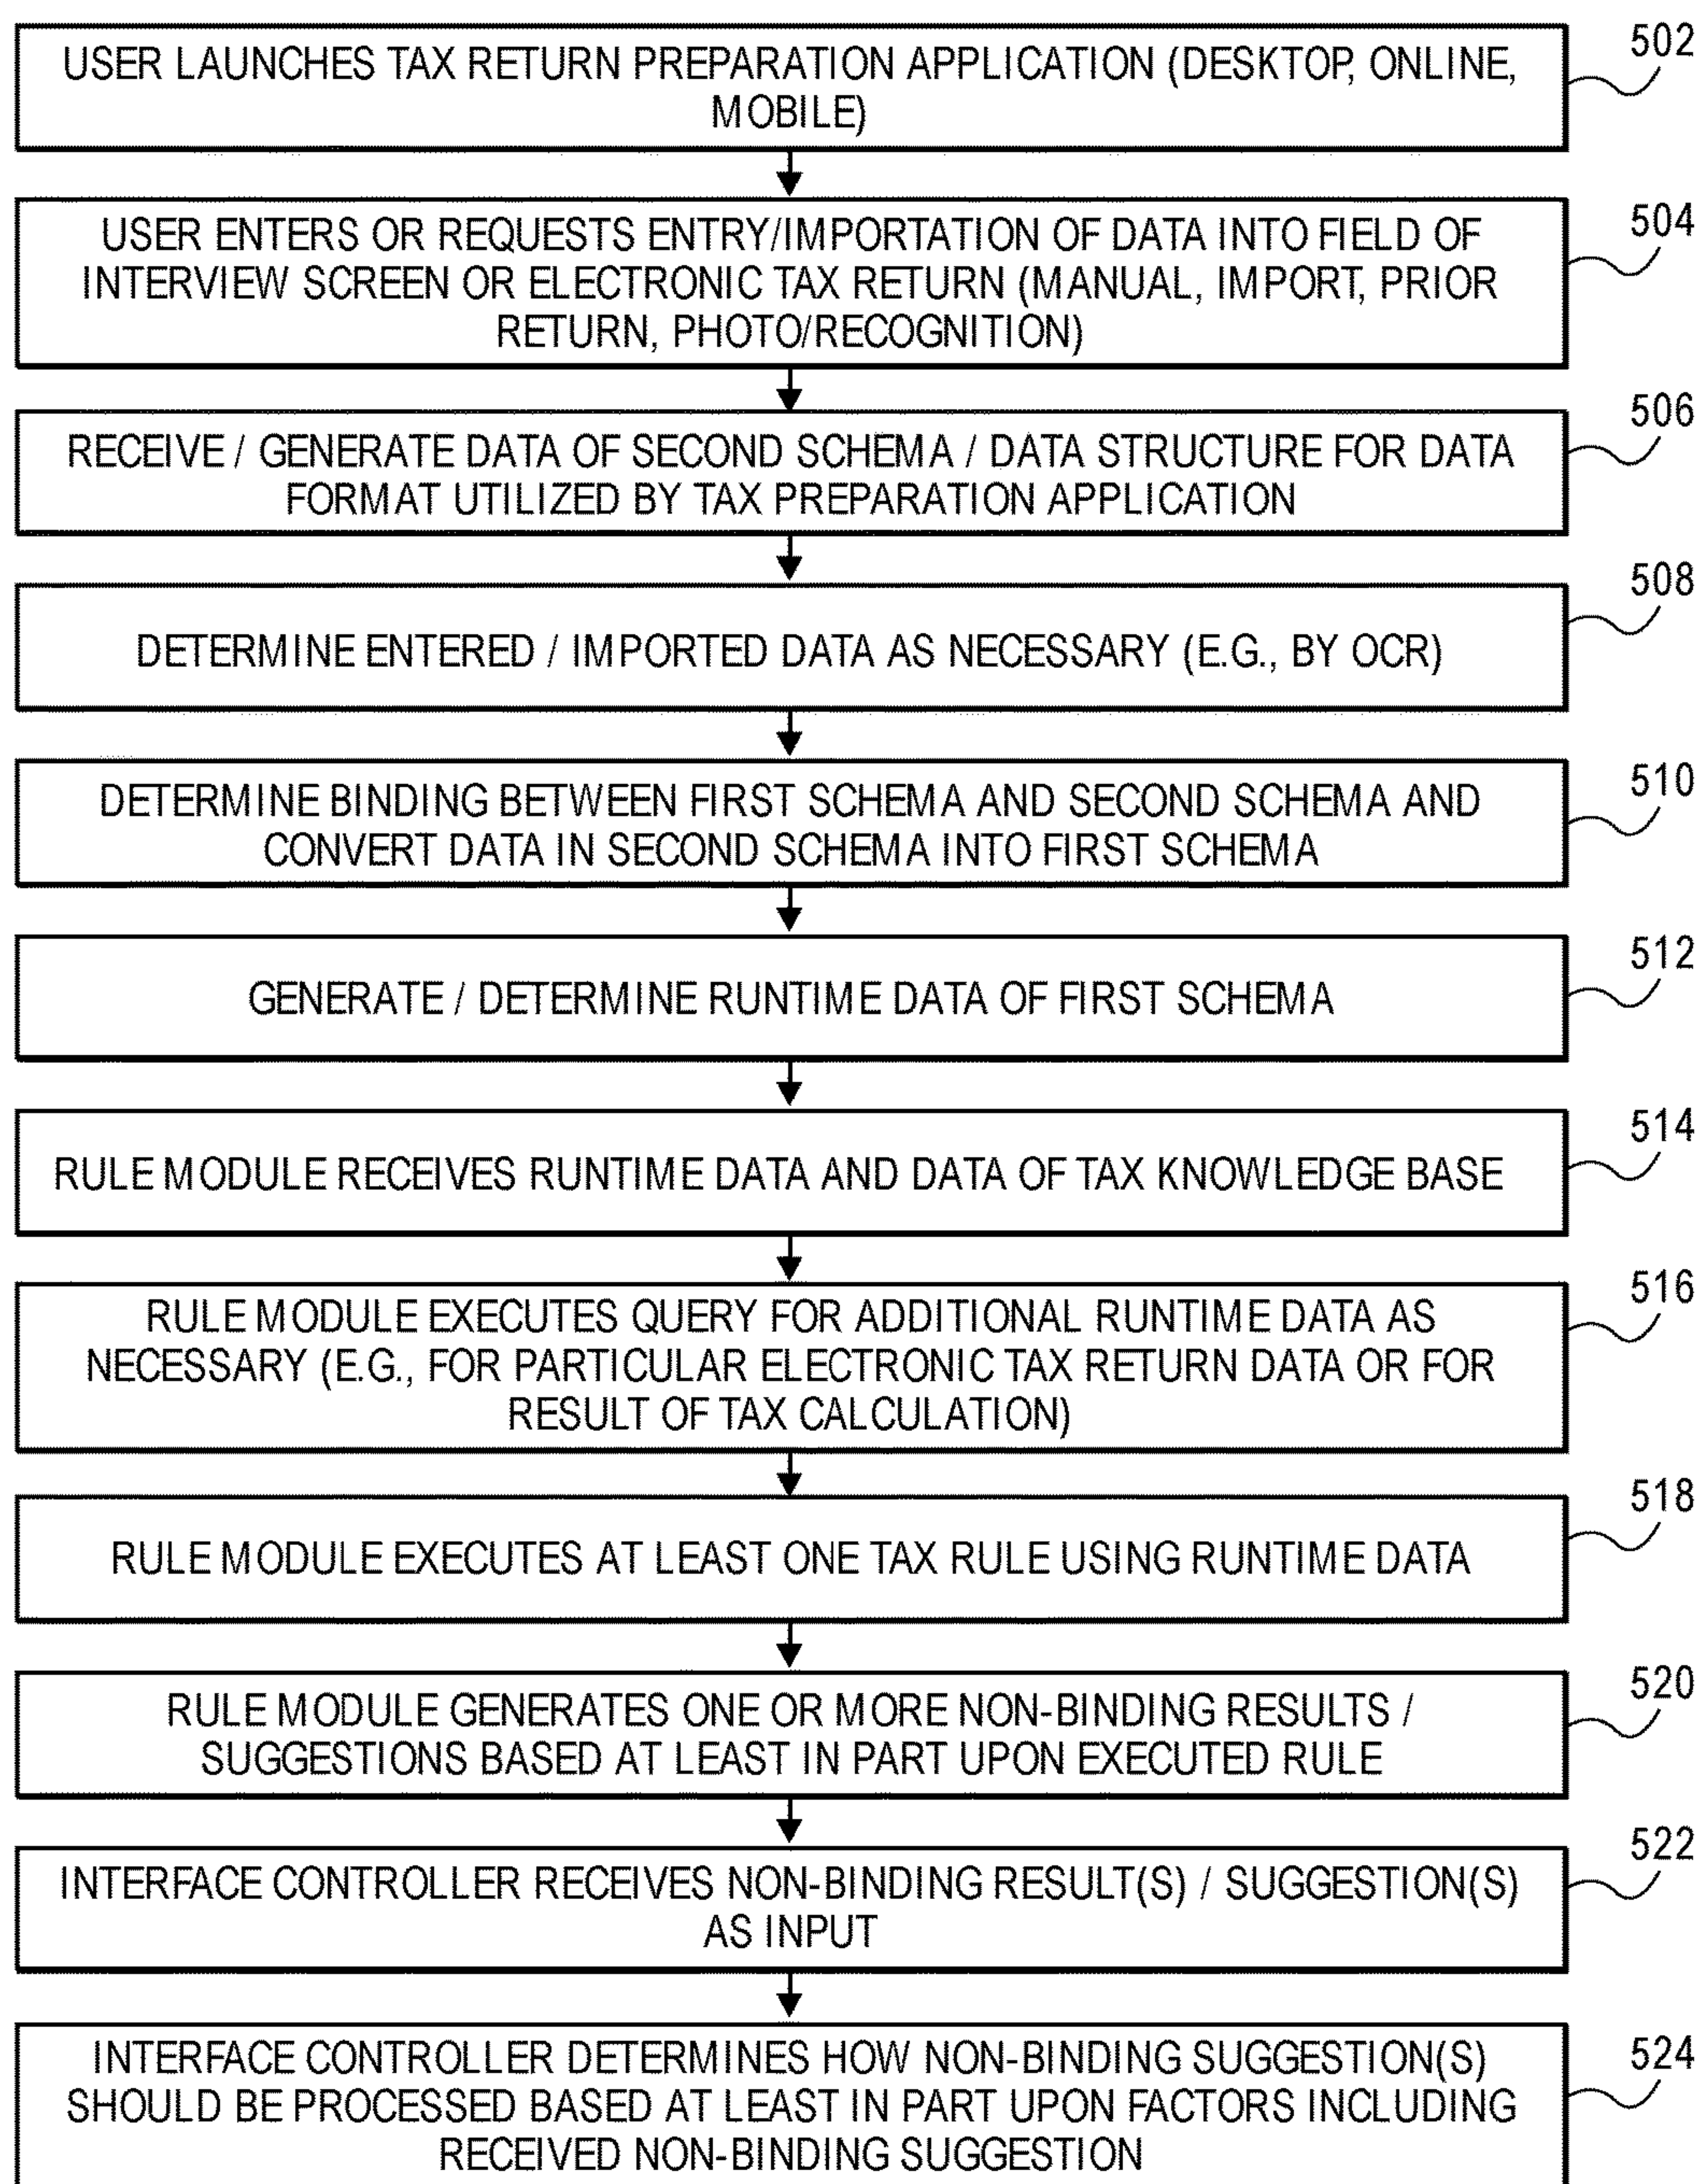 502
USER LAUNCHES TAX RETURN PREPARATION APPLICATION (DESKTOP, ONLINE,
MOBILE)
504
USER ENTERS OR REQUESTS ENTRY/IMPORTATION OF DATA INTO FIELD OF
INTERVIEW SCREEN OR ELECTRONIC TAX RETURN (MANUAL, IMPORT, PRIOR
RETURN, PHOTO/RECOGNITION)
506
RECEIVE / GENERATE DATA OF SECOND SCHEMA / DATA STRUCTURE FOR DATA
FORMAT UTILIZED BY TAX PREPARATION APPLICATION
508
DETERMINE ENTERED / IMPORTED DATA AS NECESSARY (E.G., BY OCR)
510
DETERMINE BINDING BETWEEN FIRST SCHEMA AND SECOND SCHEMA AND
CONVERT DATA IN SECOND SCHEMA INTO FIRST SCHEMA
512
GENERATE / DETERMINE RUNTIME DATA OF FIRST SCHEMA
514
RULE MODULE RECEIVES RUNTIME DATA AND DATA OF TAX KNOWLEDGE BASE
516
RULE MODULE EXECUTES QUERY FOR ADDITIONAL RUNTIME DATA AS
NECESSARY (E.G., FOR PARTICULAR ELECTRONIC TAX RETURN DATA OR FOR
RESULT OF TAX CALCULATION)
518
RULE MODULE EXECUTES AT LEAST ONE TAX RULE USING RUNTIME DATA
520
RULE MODULE GENERATES ONE OR MORE NON-BINDING RESULTS /
SUGGESTIONS BASED AT LEAST IN PART UPON EXECUTED RULE
522
INTERFACE CONTROLLER RECEIVES NON-BINDING RESULT(S) / SUGGESTION(S)
AS INPUT
524
INTERFACE CONTROLLER DETERMINES HOW NON-BINDING SUGGESTION(S)
SHOULD BE PROCESSED BASED AT LEAST IN PART UPON FACTORS INCLUDING
RECEIVED NON-BINDING SUGGESTION